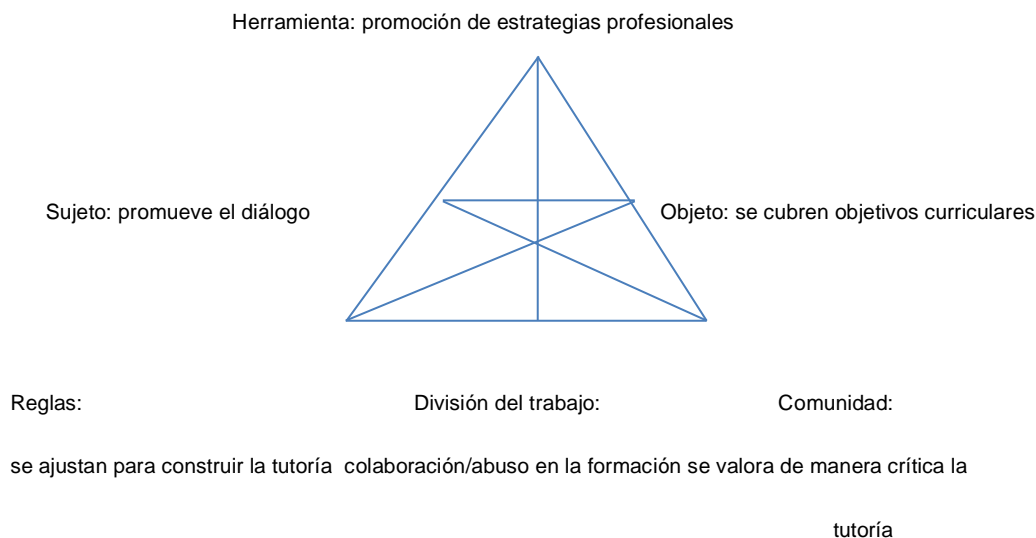 Herramienta: promoción de estrategias profesionales
Sujeto: promueve el diálogo
Objeto: se cubren objetivos curriculares
Reglas: División del trabajo: Comunidad:
se ajustan para construir la tutoría colaboración/abuso en la formación se valora de manera crítica la
tutoría